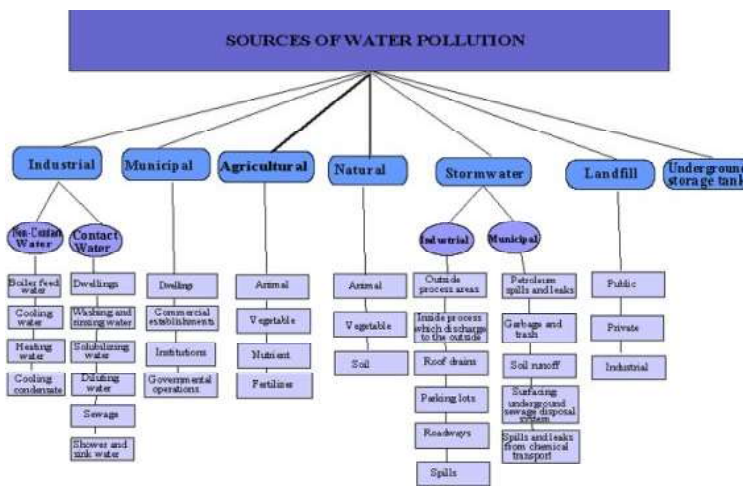 SOURCES OF WATER POLLUTION
Industrial
Municipal
Agricultural
Natural
Stormwater
Landfill
Underground
storage tank
Non-Contact
Water
Contact
Water
Industrial
Municipal
Boiler feed
water
Cooling
water
Heating
water
Cooling
condensate
Dwellings
Washing and
rinsing water
Solubilizing
water
Diluting
water
Sewage
Shower and
sink water
Dwellings
Commercial
establishments
Institutions
Governmental
operations
Animal
Vegetable
Nutrient
Fertilizer
Animal
Vegetable
Soil
Outside
process areas
Inside process
which discharge
to the outside
Roof drains
Parking lots
Roadways
Spills
Petroleum
spills and leaks
Garbage and
trash
Soil runoff
Surfacing
underground
sewage disposal
system
Spills and leaks
from chemical
transport
Public
Private
Industrial